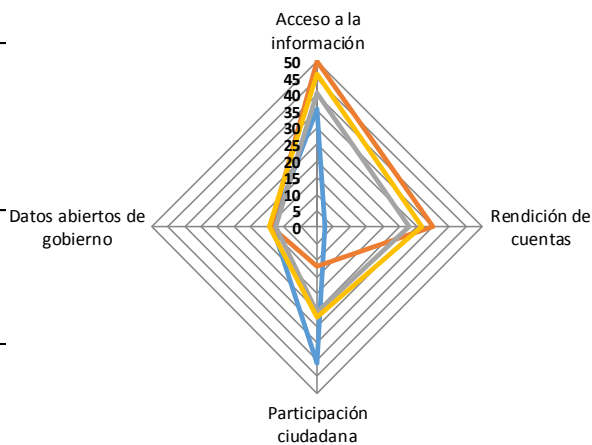 Acceso a la
información
50
45
40
35
30
25
20
15
10
5
0
Datos abiertos de
gobierno
Rendición de
cuentas
Participación
ciudadana